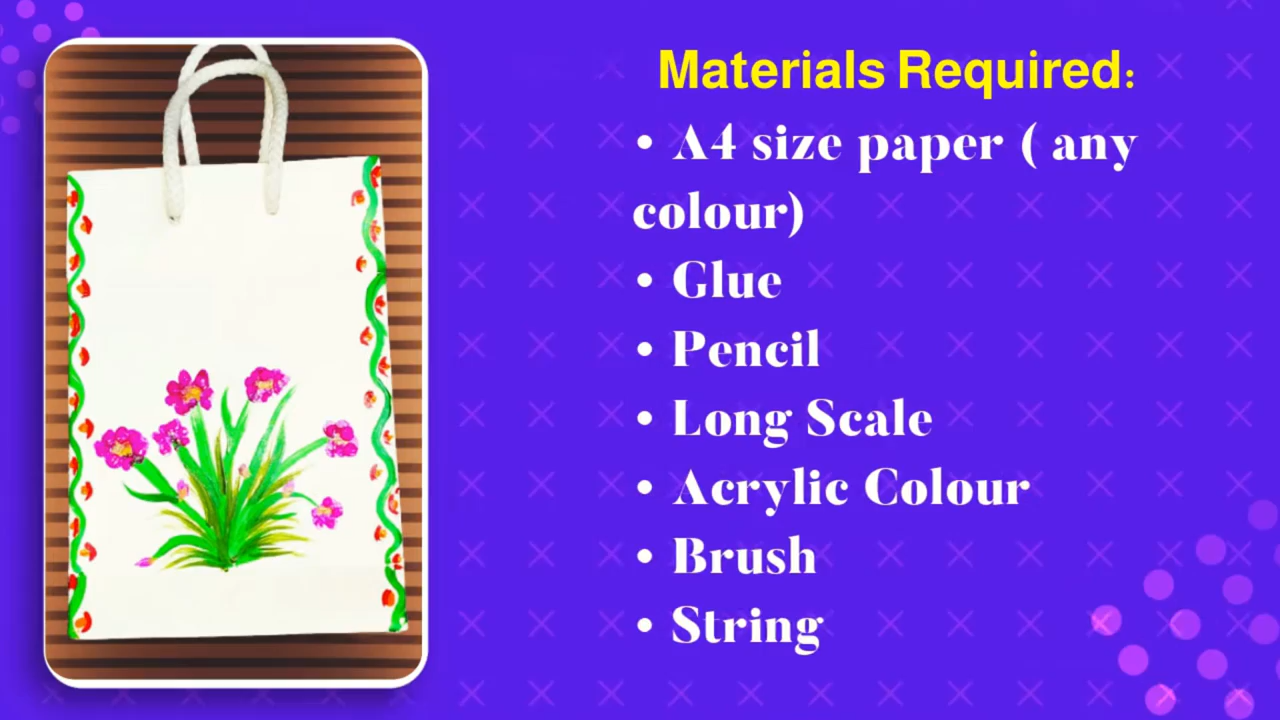 Materials Required:
• A4 size paper ( any
colour)
• Glue
• Pencil
• Long Scale
• Acrylic Colour
• Brush
• String